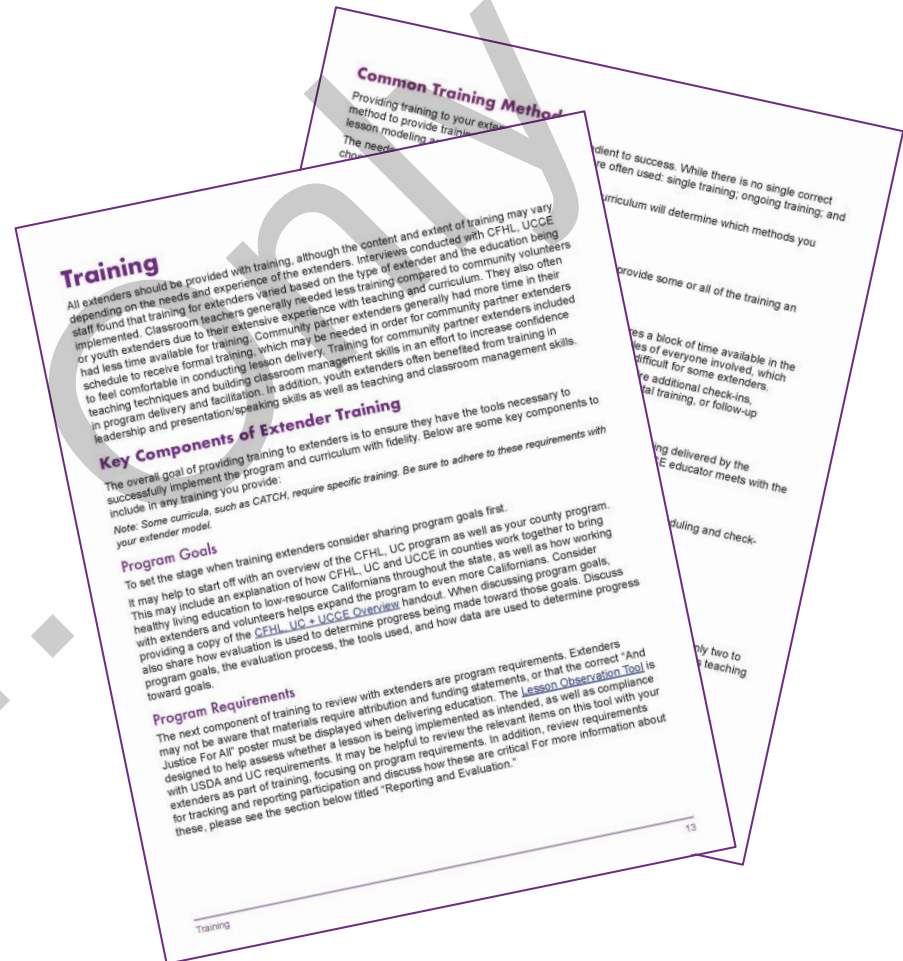 Common Training Method
Providing training to your exten
method to provide trainin
lesson modeling a
The needs
dient to success. While there is no single correct
re often used: single training; ongoing training; and
urriculum will determine which methods you
provide some or all of the training an
res a block of time available in the
les of everyone involved, which
difficult for some extenders.
re additional check-ins,
tal training, or follow-up
ng delivered by the
E educator meets with the
duling and check-
nly two to
s teaching
Training
All extenders should be provided with training, although the content and extent of training may vary
depending on the needs and experience of the extenders. Interviews conducted with CFHL, UCCE
staff found that training for extenders varied based on the type of extender and the education being
implemented. Classroom teachers generally needed less training compared to community volunteers
or youth extenders due to their extensive experience with teaching and curriculum. They also often
had less time available for training. Community partner extenders generally had more time in their
schedule to receive formal training, which may be needed in order for community partner extenders
to feel comfortable in conducting lesson delivery. Training for community partner extenders included
teaching techniques and building classroom management skills in an effort to increase confidence
in program delivery and facilitation. In addition, youth extenders often benefited from training in
leadership and presentation/speaking skills as well as teaching and classroom management skills.
Key Components of Extender Training
The overall goal of providing training to extenders is to ensure they have the tools necessary to
successfully implement the program and curriculum with fidelity. Below are some key components to
include in any training you provide:
Note: Some curricula, such as CATCH, require specific training. Be sure to adhere to these requirements with
your extender model.
Program Goals
To set the stage when training extenders consider sharing program goals first.
It may help to start off with an overview of the CFHL, UC program as well as your county program.
This may include an explanation of how CFHL, UC and UCCE in counties work together to bring
healthy living education to low-resource Californians throughout the state, as well as how working
with extenders and volunteers helps expand the program to even more Californians. Consider
providing a copy of the CFHL, UC + UCCE Overview handout. When discussing program goals,
also share how evaluation is used to determine progress being made toward those goals. Discuss
program goals, the evaluation process, the tools used, and how data are used to determine progress
toward goals.
Program Requirements
The next component of training to review with extenders are program requirements. Extenders
may not be aware that materials require attribution and funding statements, or that the correct “And
Justice For All” poster must be displayed when delivering education. The Lesson Observation Tool is
designed to help assess whether a lesson is being implemented as intended, as well as compliance
with USDA and UC requirements. It may be helpful to review the relevant items on this tool with your
extenders as part of training, focusing on program requirements. In addition, review requirements
for tracking and reporting participation and discuss how these are critical For more information about
these, please see the section below titled “Reporting and Evaluation.”
Training
13
Only